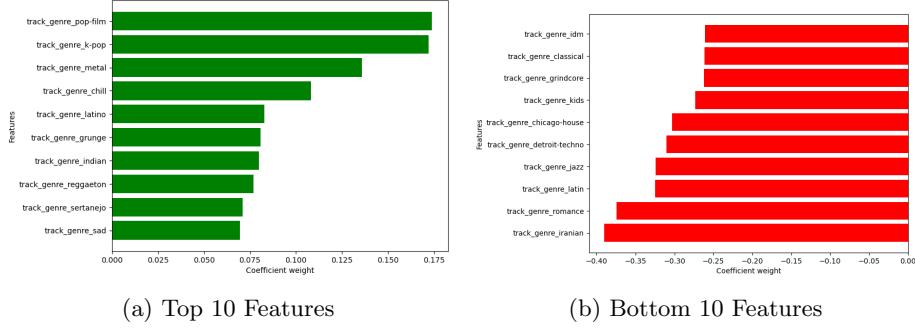 track_genre_pop-film
track_genre_k-pop
track_genre_metal
track_genre_chill
track_genre_latino
track_genre_grunge
track_genre_indian
track_genre_reggaeton
track_genre_sertanejo
track_genre_sad
Features
0.000 0.025 0.050 0.075 0.100 0.125 0.150 0.175
Coefficient weight
(a) Top 10 Features
track_genre_idm
track_genre_classical
track_genre_grindcore
track_genre_kids
track_genre_chicago-house
track_genre_detroit-techno
track_genre_jazz
track_genre_latin
track_genre_romance
track_genre_iranian
Features
−0.40 −0.35 −0.30 −0.25 −0.20 −0.15 −0.10 −0.05 0.00
Coefficient weight
(b) Bottom 10 Features